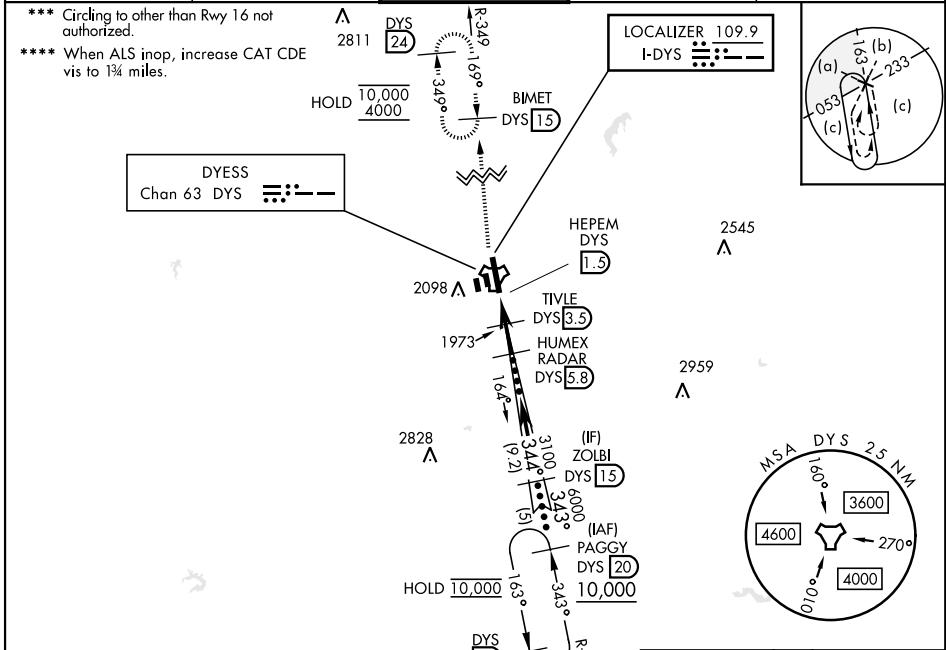 *** Circling to other than Rwy 16 not
authorized.
**** When ALS inop, increase CAT CDE
vis to 1¾ miles.
2811
DYS
24
R-349
169°
349°
HOLD 10,000
4000
BIMET
DYS 15
LOCALIZER 109.9
I-DYS
163
(b)
(a)
233
053
(c)
(c)
DYESS
Chan 63 DYS
HEPEM
DYS
1.5
2545
2098
TIVLE
DYS 3.5
1973
HUMEX
RADAR
DYS 5.8
164°
2959
2828
3100
344°
(9.2)
(IF)
ZOLBI
DYS 15
6000
343°
(5)
(IAF)
PAGGY
DYS 20
10,000
HOLD 10,000
163°
343°
MSA DYS 25 NM
160°
3600
4600
270°
4000
010°
DYS
R-